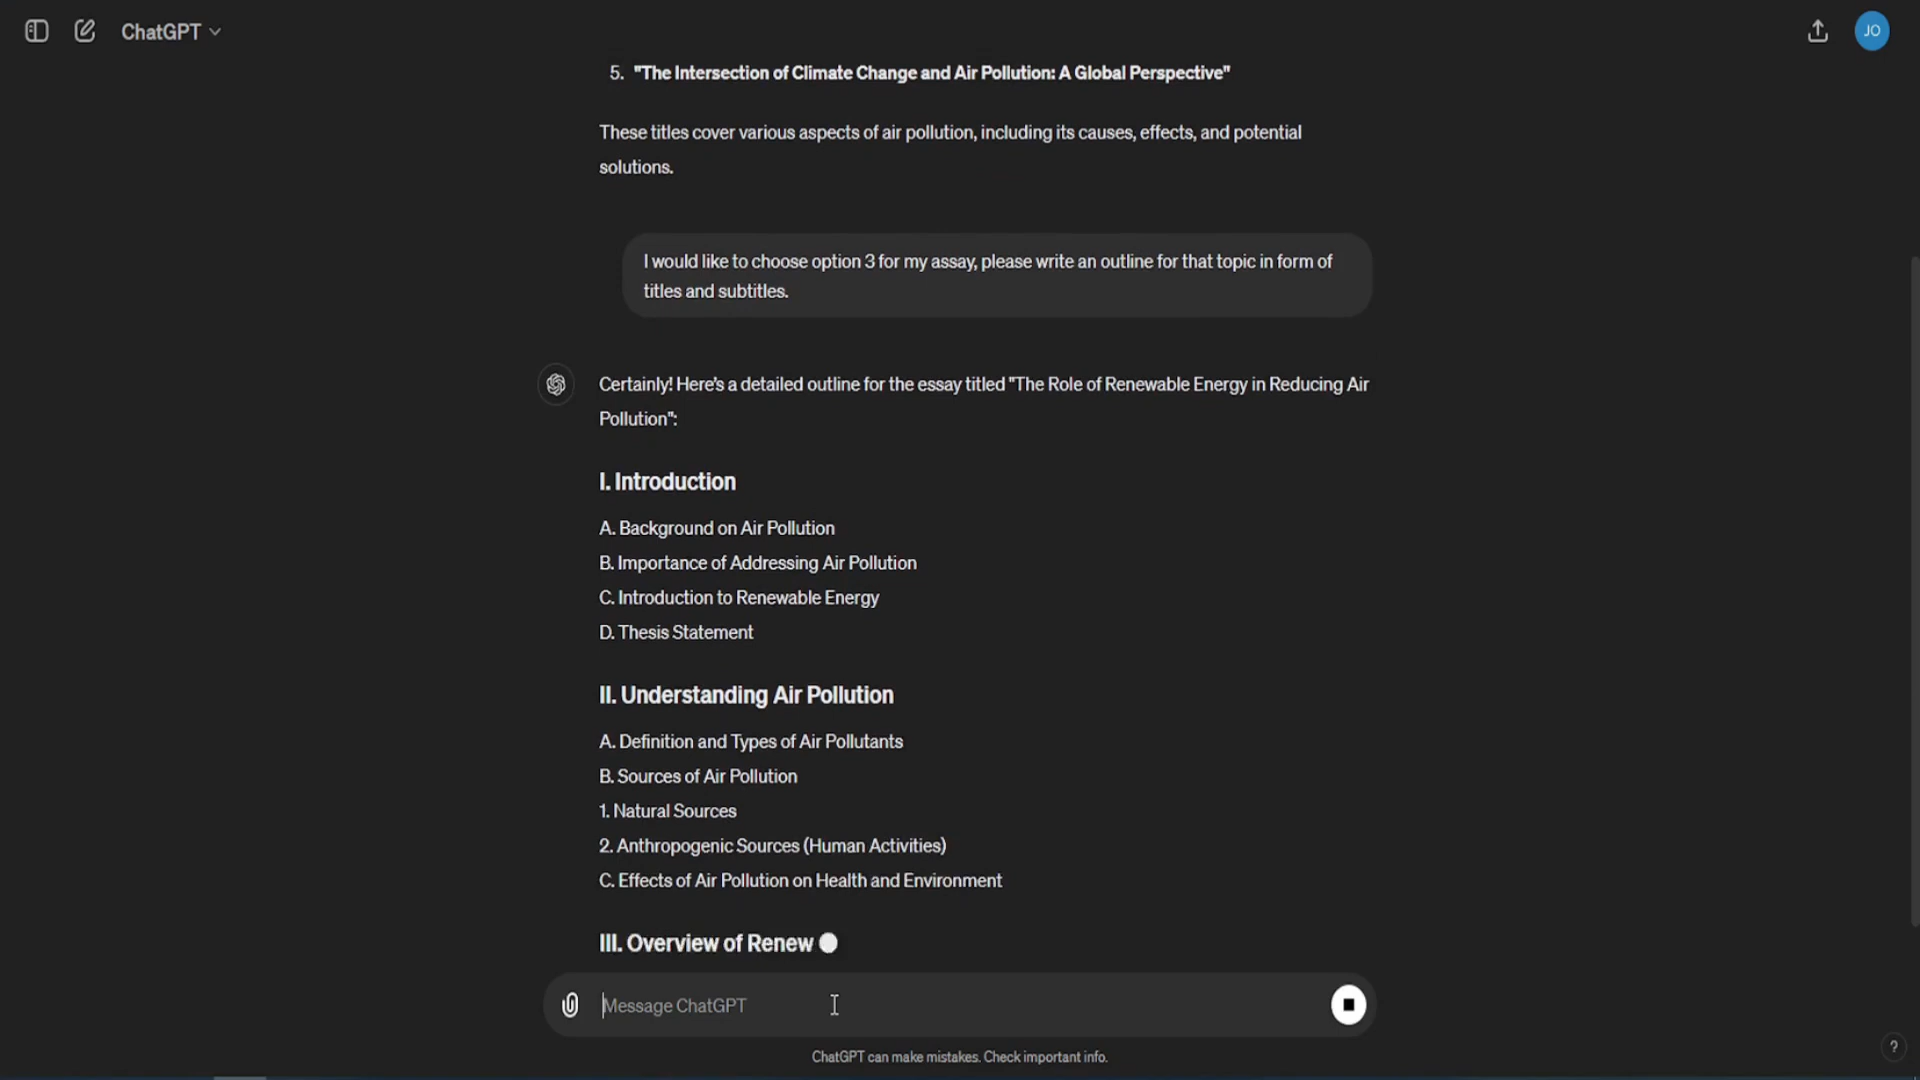 ChatGPT
JO
5. "The Intersection of Climate Change and Air Pollution: A Global Perspective"
These titles cover various aspects of air pollution, including its causes, effects, and potential
solutions.
I would like to choose option 3 for my assay, please write an outline for that topic in form of
titles and subtitles.
Certainly! Here's a detailed outline for the essay titled "The Role of Renewable Energy in Reducing Air
Pollution":
I. Introduction
A. Background on Air Pollution
B. Importance of Addressing Air Pollution
C. Introduction to Renewable Energy
D. Thesis Statement
II. Understanding Air Pollution
A. Definition and Types of Air Pollutants
B. Sources of Air Pollution
1. Natural Sources
2. Anthropogenic Sources (Human Activities)
C. Effects of Air Pollution on Health and Environment
III. Overview of Renew
Message ChatGPT
ChatGPT can make mistakes. Check important info.
?